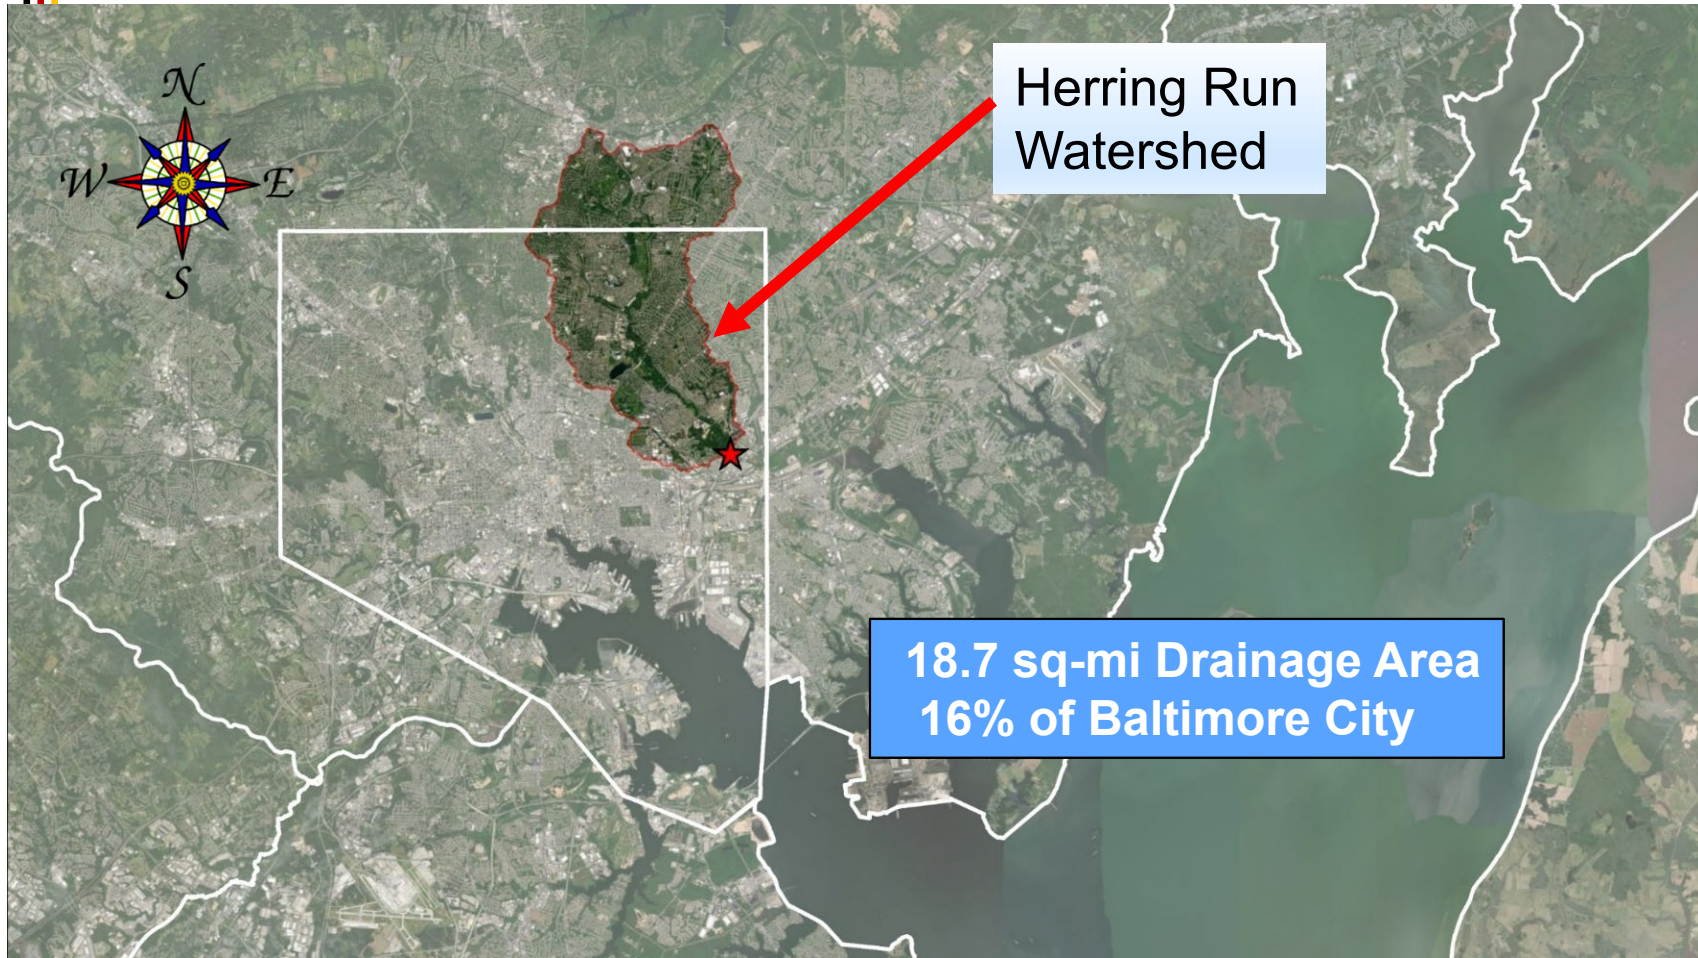 N
W
E
S
Herring Run
Watershed
18.7 sq-mi Drainage Area
16% of Baltimore City